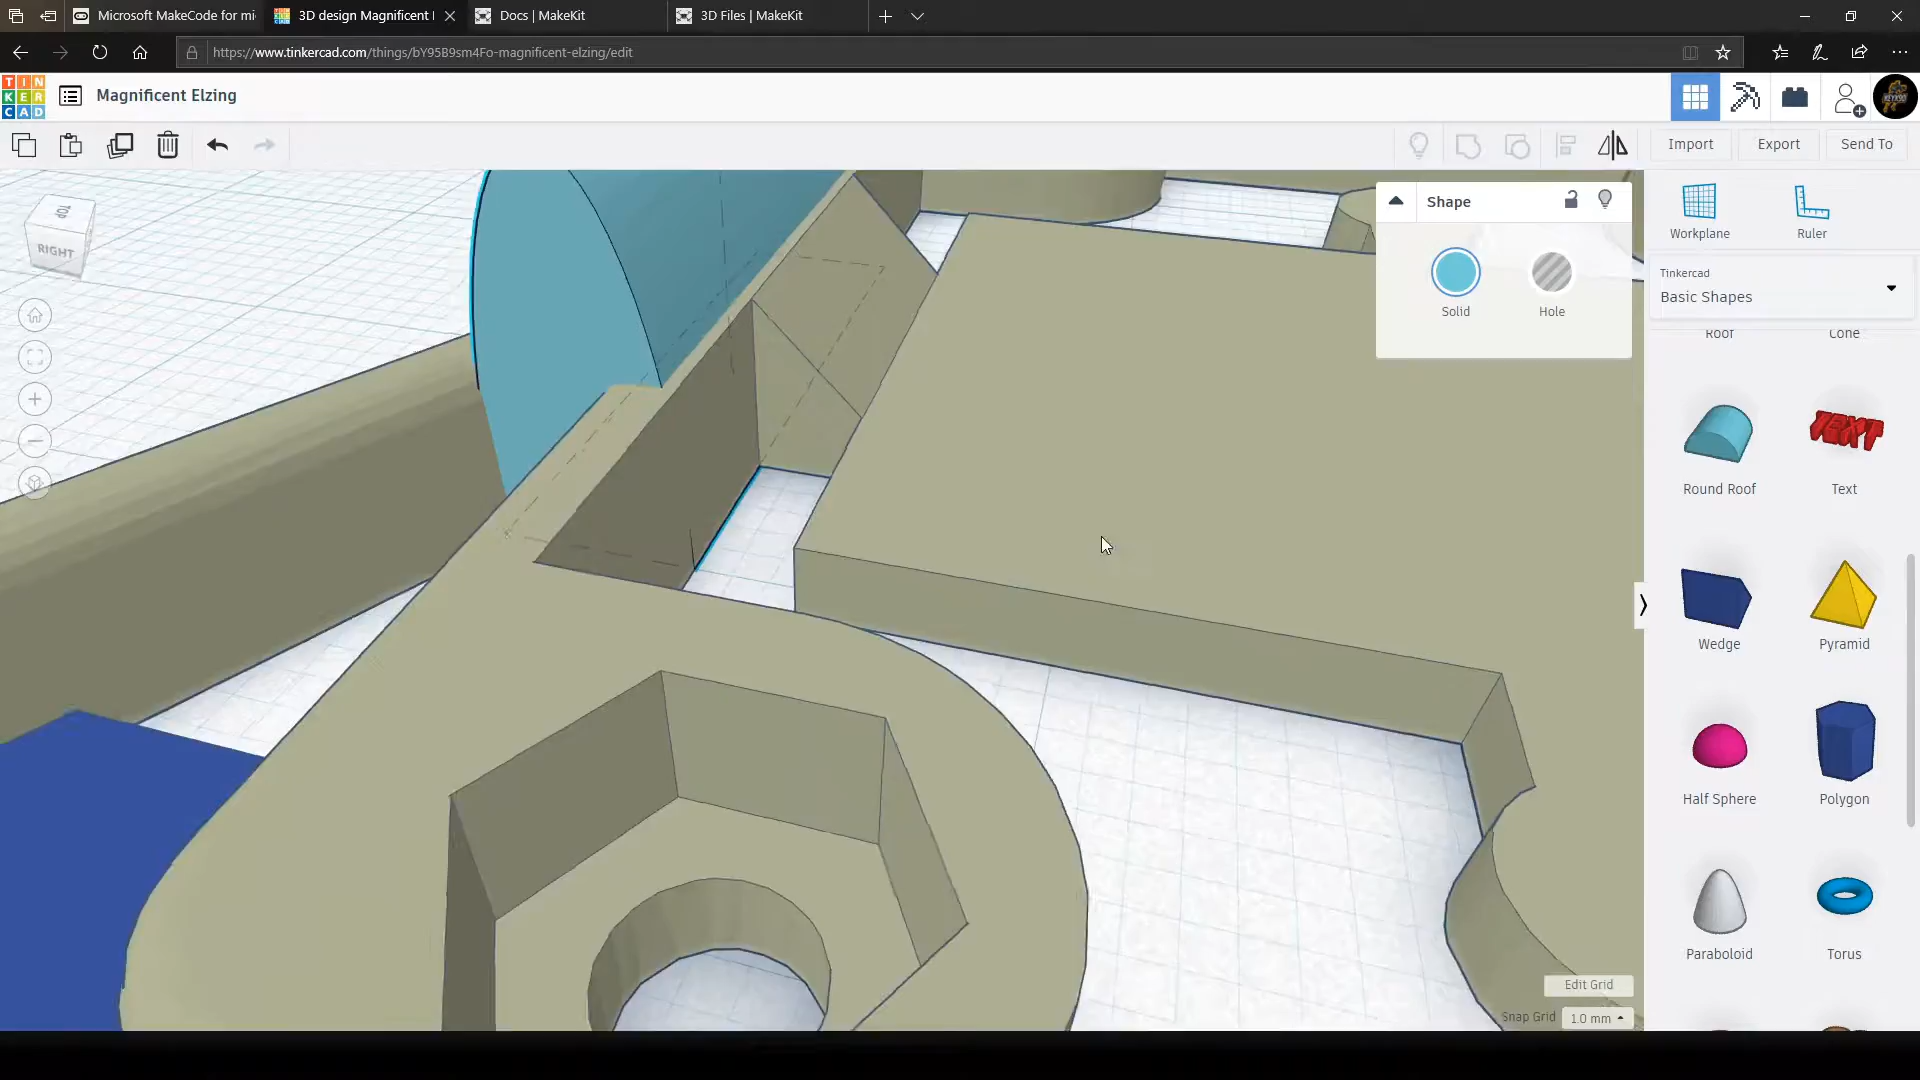 Microsoft MakeCode for mi
3D design Magnificent
Docs | MakeKit
3D Files | MakeKit
https://www.tinkercad.com/things/bY95B9sm4Fo-magnificent-elzing/edit
TIN
KER
CAD
Magnificent Elzing
Import
Export
Send To
TOP
RIGHT
Shape
Solid
Hole
Workplane
Ruler
Tinkercad
Basic Shapes
Roof
Cone
TEXT
Round Roof
Text
Wedge
Pyramid
Half Sphere
Polygon
Paraboloid
Torus
Edit Grid
Snap Grid
1.0 mm